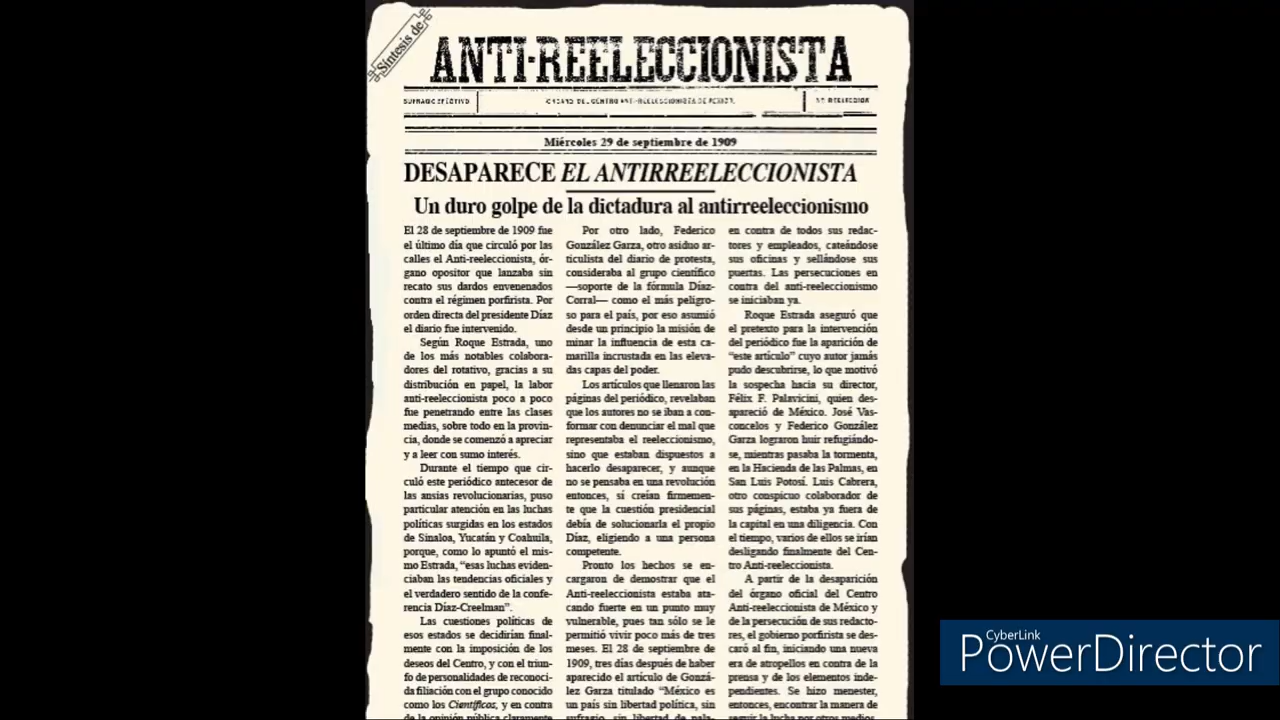 Síntesis de
ANTI-REELECCIONISTA
SUFRAGIO EFECTIVO
ORGANO DEL CENTRO ANTI-REELECCIONISTA DE MEXICO.
NO REELECCION
Miércoles 29 de septiembre de 1909
DESAPARECE EL ANTIRREELECCIONISTA
Un duro golpe de la dictadura al antirreeleccionismo
El 28 de septiembre de 1909 fue
el último día que circuló por las
calles el Anti-reeleccionista, ór-
gano opositor que lanzaba sin
recato sus dardos envenenados
contra el régimen porfirista. Por
orden directa del presidente Díaz
el diario fue intervenido.
Según Roque Estrada, uno
de los más notables colabora-
dores del rotativo, gracias a su
distribución en papel, la labor
anti-reeleccionista poco a poco
fue penetrando entre las clases
medias, sobre todo en la provin-
cia, donde se comenzó a apreciar
y a leer con sumo interés.
Durante el tiempo que cir-
culó este periódico antecesor de
las ansias revolucionarias, puso
particular atención en las luchas
políticas surgidas en los estados
de Sinaloa, Yucatán y Coahuila,
porque, como lo apuntó el mis-
mo Estrada, “esas luchas eviden-
ciaban las tendencias oficiales y
el verdadero sentido de la confe-
rencia Díaz-Creelman”.
Las cuestiones políticas de
esos estados se decidirían final-
mente con la imposición de los
deseos del Centro, y con el triun-
fo de personalidades de reconoci-
da filiación con el grupo conocido
como los Científicos, y en contra
de la opinión pública claramente
Por otro lado, Federico
González Garza, otro asiduo ar-
ticulista del diario de protesta,
consideraba al grupo científico
—soporte de la fórmula Díaz-
Corral— como el más peligro-
so para el país, por eso asumió
desde un principio la misión de
minar la influencia de esta ca-
marilla incrustada en las eleva-
das capas del poder.
Los artículos que llenaron las
páginas del periódico, revelaban
que los autores no se iban a con-
formar con denunciar el mal que
representaba el reeleccionismo,
sino que estaban dispuestos a
hacerlo desaparecer, y aunque
no se pensaba en una revolución
entonces, sí creían firmemen-
te que la cuestión presidencial
debía de solucionarla el propio
Díaz, eligiendo a una persona
competente.
Pronto los hechos se en-
cargaron de demostrar que el
Anti-reeleccionista estaba ata-
cando fuerte en un punto muy
vulnerable, pues tan sólo se le
permitió vivir poco más de tres
meses. El 28 de septiembre de
1909, tres días después de haber
aparecido el artículo de Gonzá-
lez Garza titulado “México es
un país sin libertad política, sin
sufragio, sin libertad de pala-
en contra de todos sus redac-
tores y empleados, cateándose
sus oficinas y sellándose sus
puertas. Las persecuciones en
contra del anti-reeleccionismo
se iniciaban ya.
Roque Estrada aseguró que
el pretexto para la intervención
del periódico fue la aparición de
“este artículo” cuyo autor jamás
pudo descubrirse, lo que motivó
la sospecha hacia su director,
Félix F. Palavicini, quien des-
apareció de México. José Vas-
concelos y Federico González
Garza lograron huir refugiándo-
se, mientras pasaba la tormenta,
en la Hacienda de las Palmas, en
San Luis Potosí. Luis Cabrera,
otro conspicuo colaborador de
sus páginas, estaba ya fuera de
la capital en una diligencia. Con
el tiempo, varios de ellos se irían
desligando finalmente del Cen-
tro Anti-reeleccionista.
A partir de la desaparición
del órgano oficial del Centro
Anti-reeleccionista de México y
de la persecución de sus redacto-
res, el gobierno porfirista se des-
caró al fin, iniciando una nueva
era de atropellos en contra de la
prensa y de los elementos inde-
pendientes. Se hizo menester,
entonces, encontrar la manera de
seguir la lucha por otros medios.
CyberLink
PowerDirector